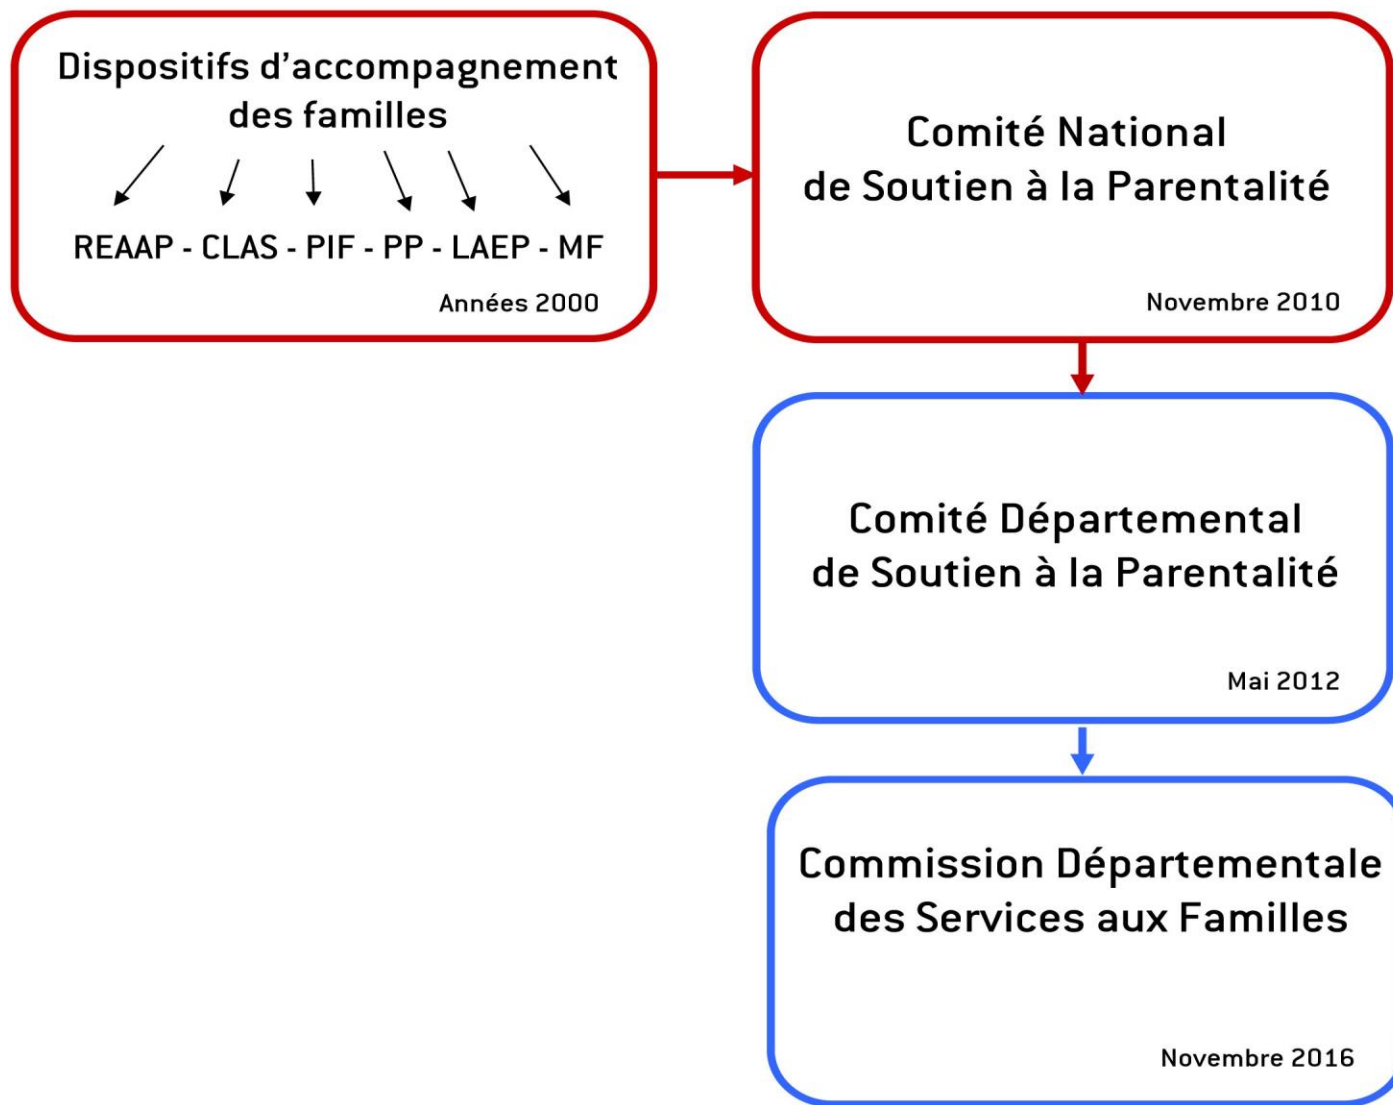 Dispositifs d'accompagnement
des familles
REAAP - CLAS - PIF - PP - LAEP - MF
Années 2000
Comité National
de Soutien à la Parentalité
Novembre 2010
Comité Départemental
de Soutien à la Parentalité
Mai 2012
Commission Départementale
des Services aux Familles
Novembre 2016